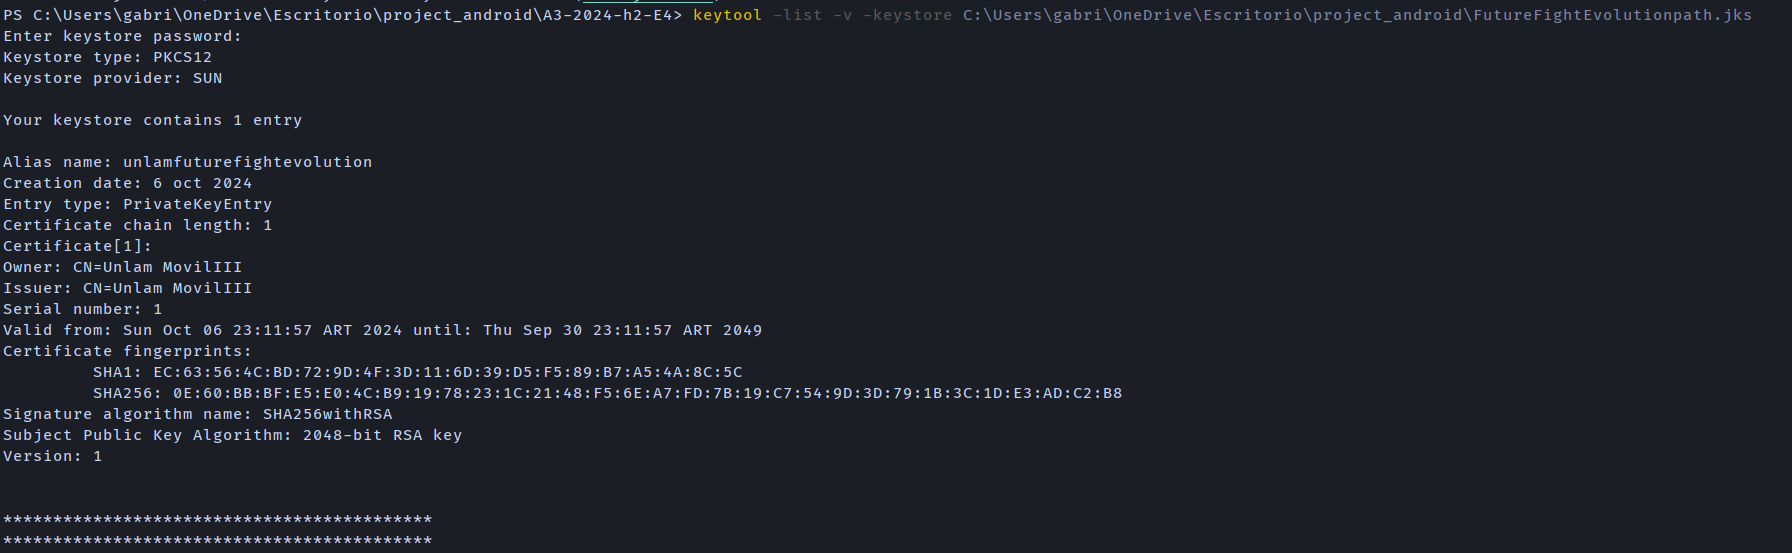 PS C:\Users\gabri\OneDrive\Escritorio\project_android\A3-2024-h2-E4> keytool -list -v -keystore C:\Users\gabri\OneDrive\Escritorio\project_android\FutureFightEvolutionpath.jks
Enter keystore password:
Keystore type: PKCS12
Keystore provider: SUN
Your keystore contains 1 entry
Alias name: unlamfuturefightevolution
Creation date: 6 oct 2024
Entry type: PrivateKeyEntry
Certificate chain length: 1
Certificate[1]:
Owner: CN=Unlam MovilIII
Issuer: CN=Unlam MovilIII
Serial number: 1
Valid from: Sun Oct 06 23:11:57 ART 2024 until: Thu Sep 30 23:11:57 ART 2049
Certificate fingerprints:
SHA1: EC:63:56:4C:BD:72:9D:4F:3D:11:6D:39:D5:F5:89:B7:A5:4A:8C:5C
SHA256: 0E:60:BB:BF:E5:E0:4C:B9:19:78:23:1C:21:48:F5:6E:A7:FD:7B:19:C7:54:9D:3D:79:1B:3C:1D:E3:AD:C2:B8
Signature algorithm name: SHA256withRSA
Subject Public Key Algorithm: 2048-bit RSA key
Version: 1
*******************************************
*******************************************